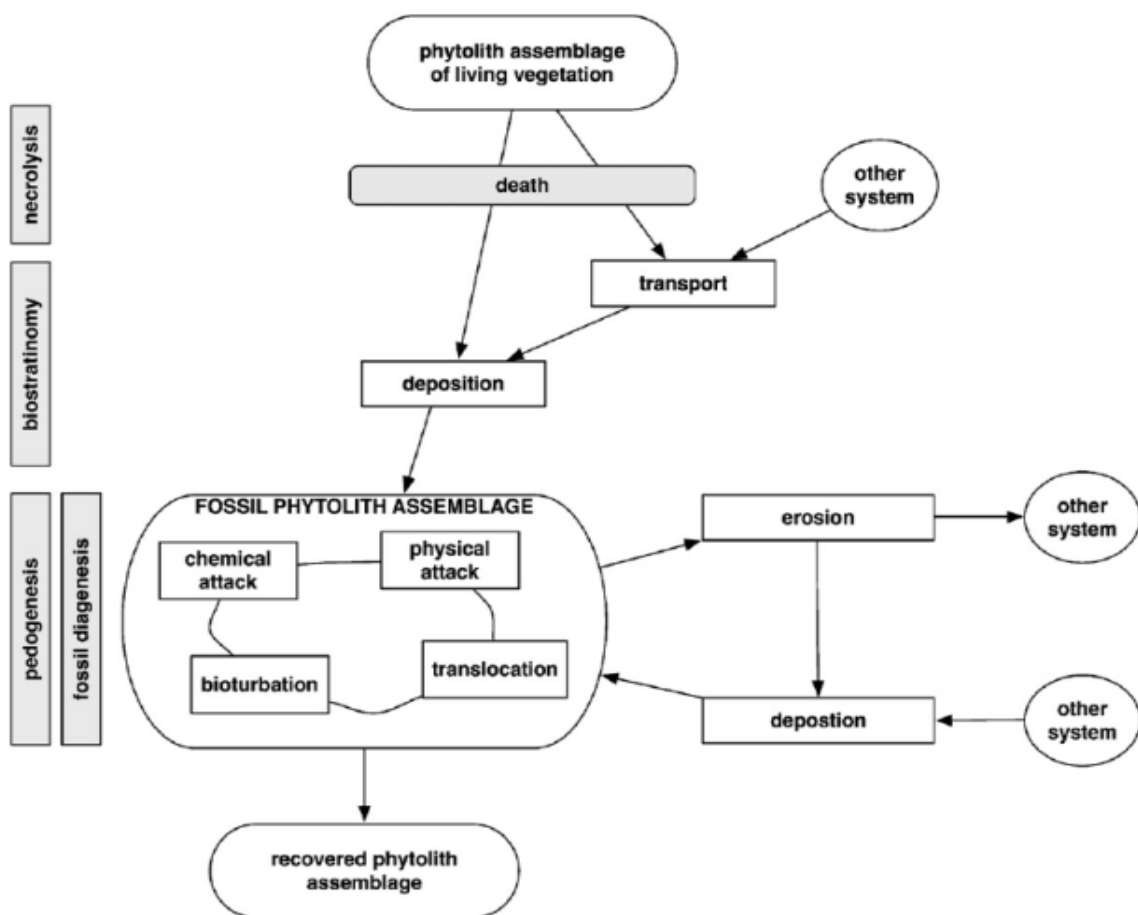 phytolith assemblage
of living vegetation
necrolysis
death
other
system
transport
biostratinomy
deposition
pedogenesis
fossil diagenesis
FOSSIL PHYTOLITH ASSEMBLAGE
chemical
attack
physical
attack
bioturbation
translocation
erosion
other
system
depostion
other
system
recovered phytolith
assemblage